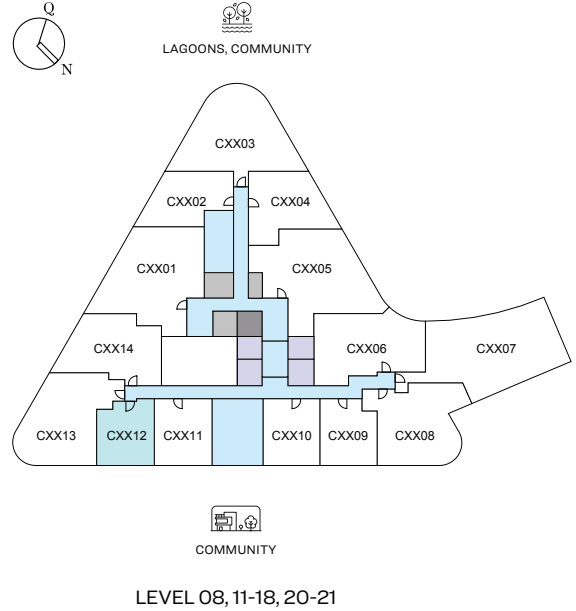 Q
N
LAGOONS, COMMUNITY
CXX03
CXX02
CXX04
CXX01
CXX05
CXX14
CXX06
CXX07
CXX13
CXX12
CXX11
CXX10
CXX09
CXX08
COMMUNITY
LEVEL 08, 11-18, 20-21